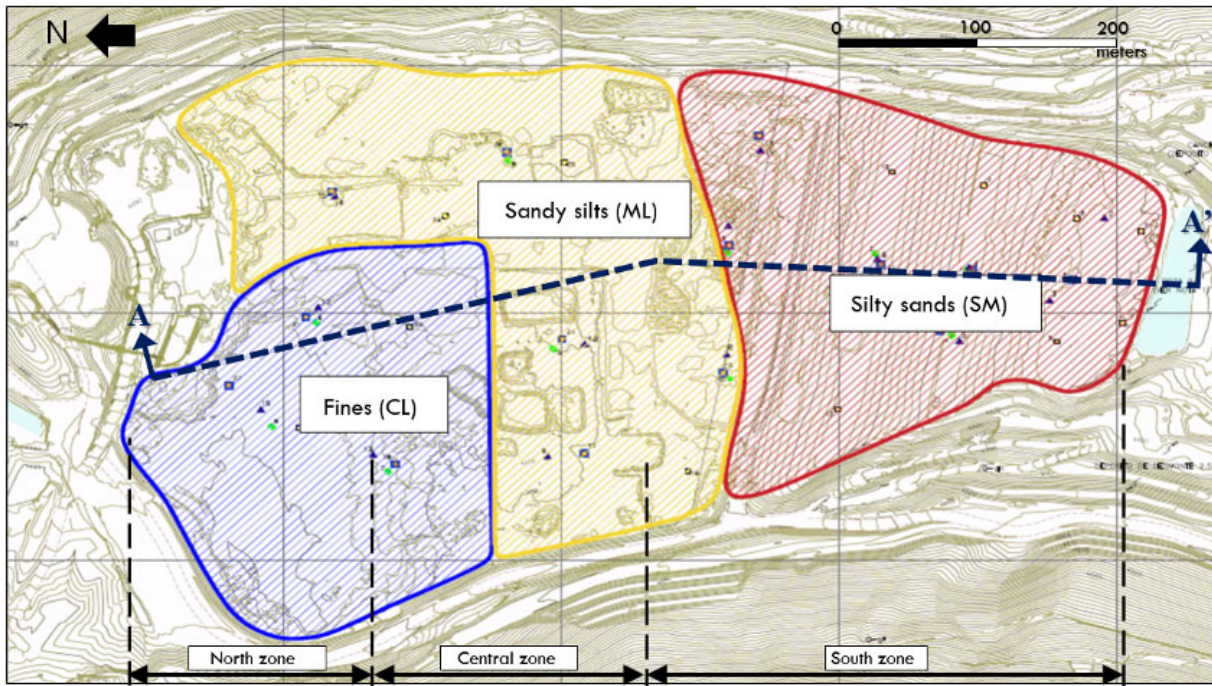 N
0 100 200
meters
Sandy silts (ML)
A'
A
Silty sands (SM)
Fines (CL)
North zone
Central zone
South zone